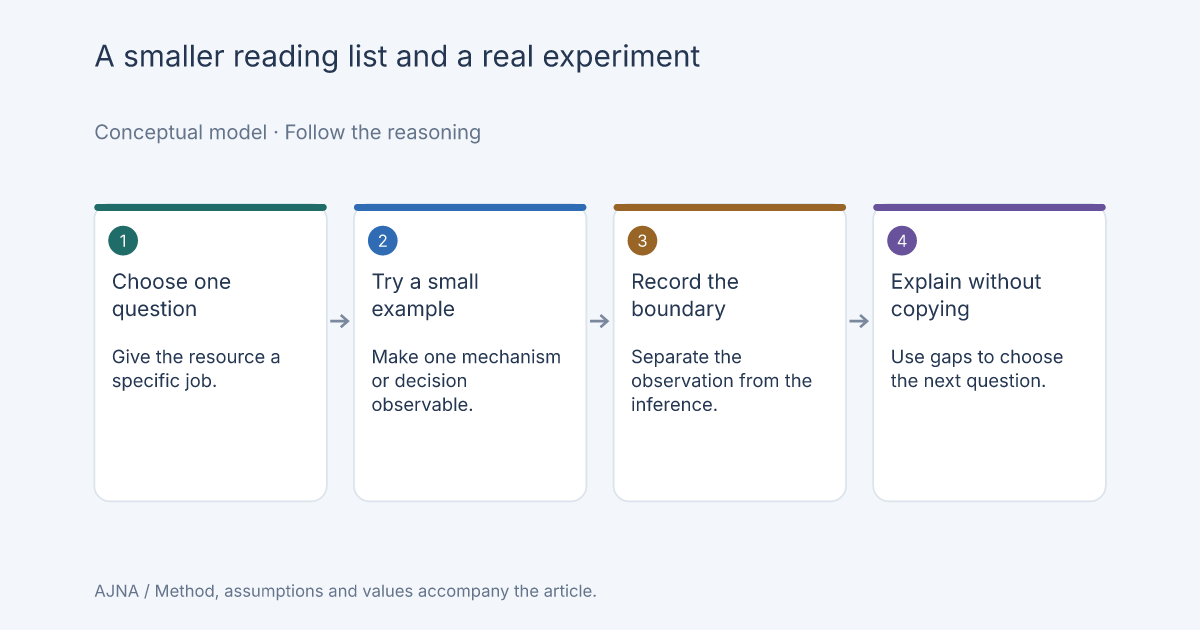 A smaller reading list and a real experiment
Conceptual model · Follow the reasoning
1
Choose one
question
Give the resource a
specific job.
2
Try a small
example
Make one mechanism
or decision
observable.
3
Record the
boundary
Separate the
observation from the
inference.
4
Explain without
copying
Use gaps to choose
the next question.
AJNA / Method, assumptions and values accompany the article.